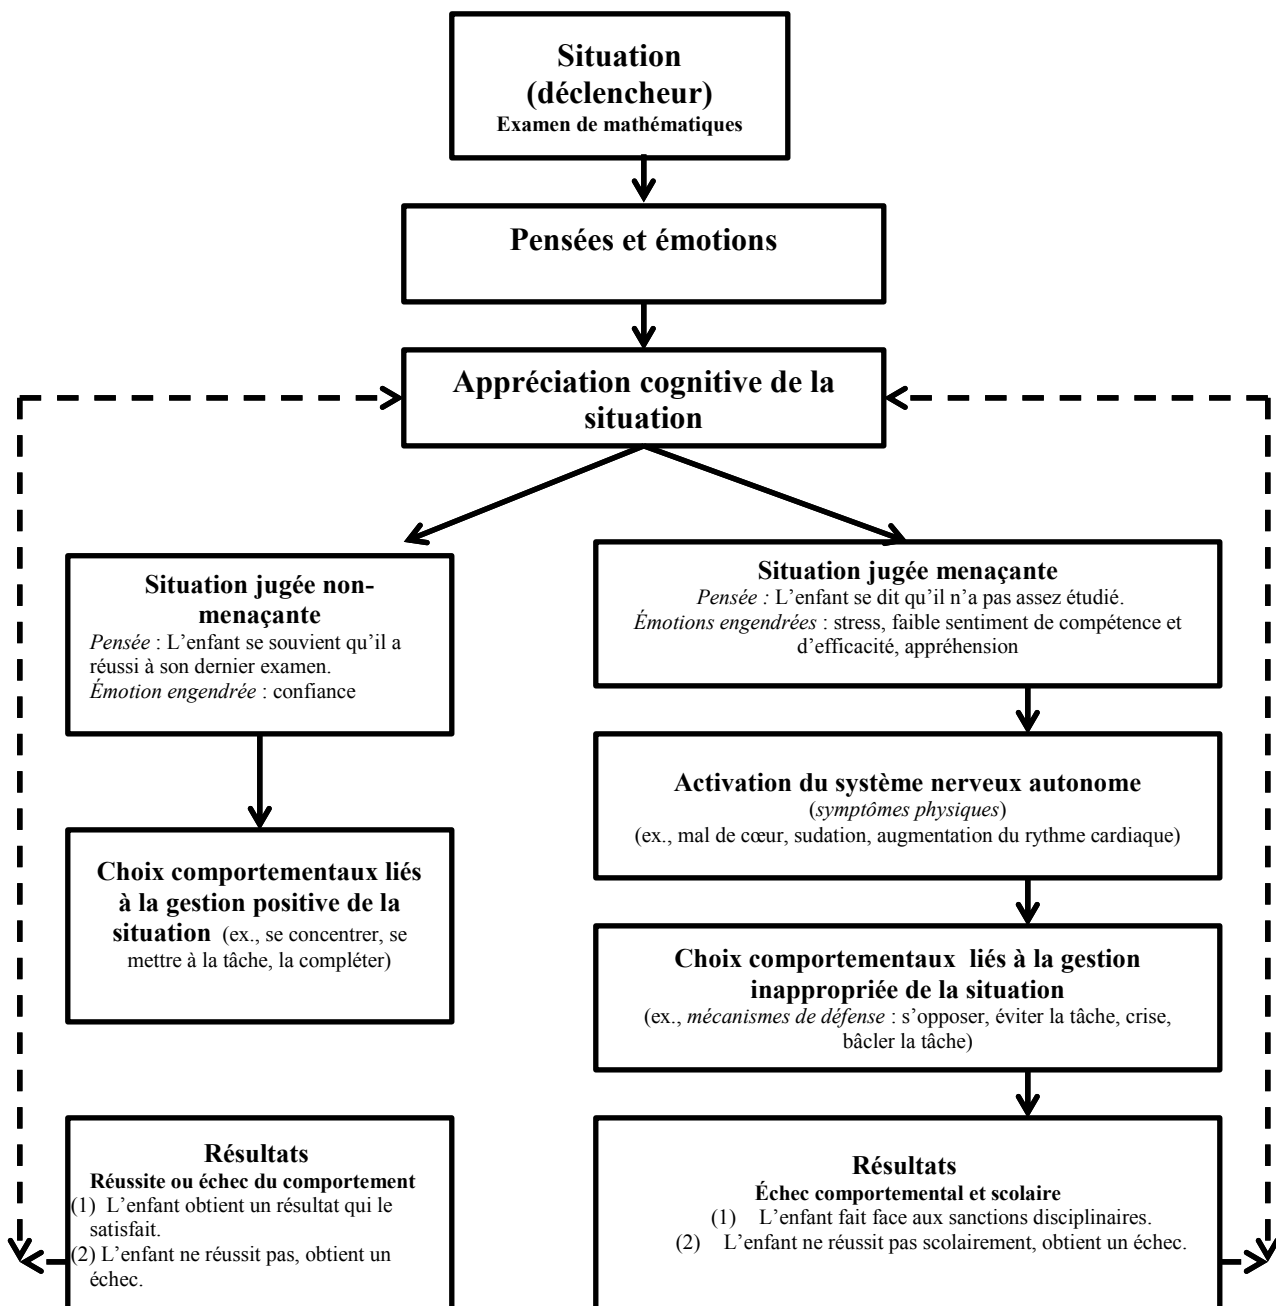 Situation
(déclencheur)
Examen de mathématiques
Pensées et émotions
Appréciation cognitive de la
situation
Situation jugée non-
menaçante
Pensée : L’enfant se souvient qu’il a
réussi à son dernier examen.
Émotion engendrée : confiance
Situation jugée menaçante
Pensée : L’enfant se dit qu’il n’a pas assez étudié.
Émotions engendrées : stress, faible sentiment de compétence et
d’efficacité, appréhension
Activation du système nerveux autonome
(symptômes physiques)
(ex., mal de cœur, sudation, augmentation du rythme cardiaque)
Choix comportementaux liés
à la gestion positive de la
situation (ex., se concentrer, se
mettre à la tâche, la compléter)
Choix comportementaux liés à la gestion
inappropriée de la situation
(ex., mécanismes de défense : s’opposer, éviter la tâche, crise,
bâcler la tâche)
Résultats
Réussite ou échec du comportement
(1) L’enfant obtient un résultat qui le
satisfait.
(2) L’enfant ne réussit pas, obtient un
échec.
Résultats
Échec comportemental et scolaire
(1) L’enfant fait face aux sanctions disciplinaires.
(2) L’enfant ne réussit pas scolairement, obtient un échec.